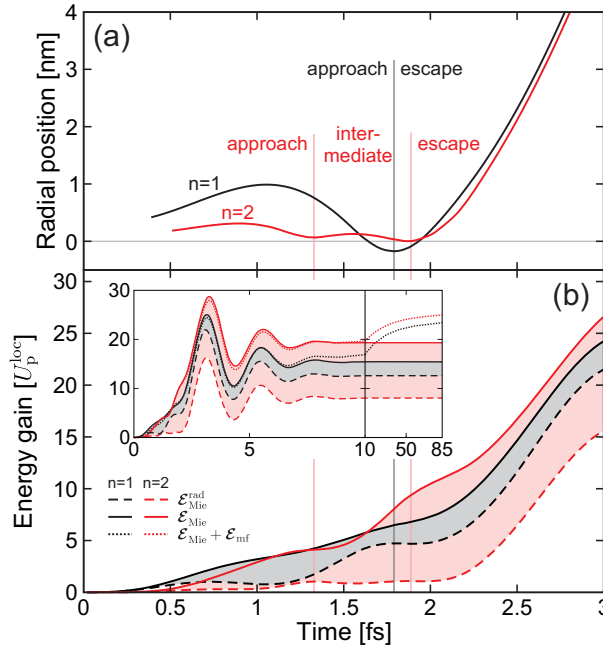 (a)
4
3
2
1
0
Radial position [nm]
approach escape
approach inter-mediate escape
n=1
n=2
(b)
30
25
20
15
10
5
0
Energy gain [U_p^loc]
30
20
10
0
0 5 10 50 85
n=1 n=2
ℰ_Mie^rad
ℰ_Mie
ℰ_Mie + ℰ_mf
0 0.5 1 1.5 2 2.5 3
Time [fs]